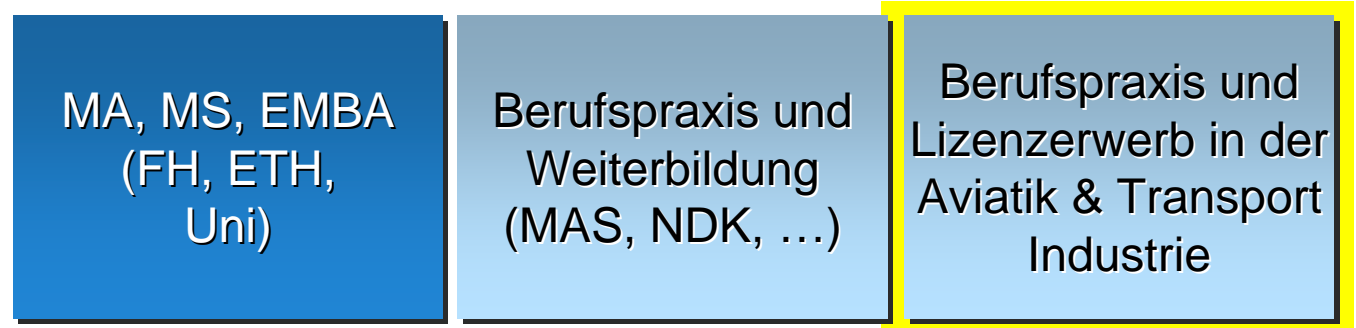 MA, MS, EMBA
(FH, ETH,
Uni)
Berufspraxis und
Weiterbildung
(MAS, NDK, …)
Berufspraxis und
Lizenzerwerb in der
Aviatik & Transport
Industrie